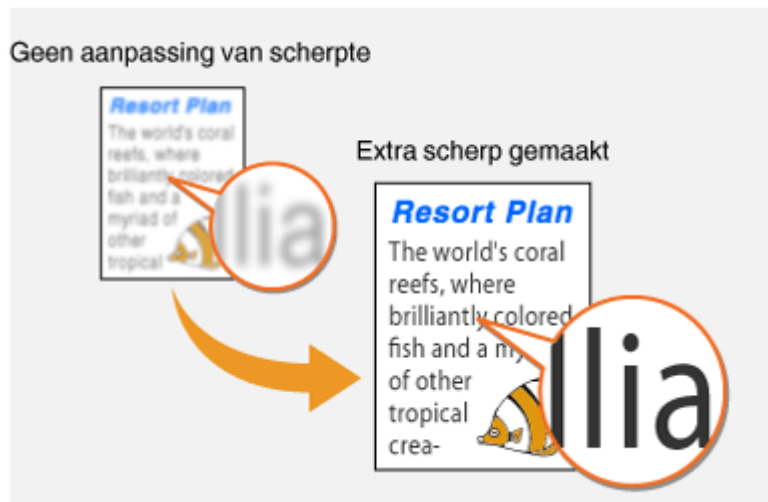 Geen aanpassing van scherpte
Resort Plan
The world's coral
reefs, where
brilliantly colored
fish and a
myriad of
other
tropical
llia
Extra scherp gemaakt
Resort Plan
The world's coral
reefs, where
brilliantly colored
fish and a my
of other
tropical
crea-
llia